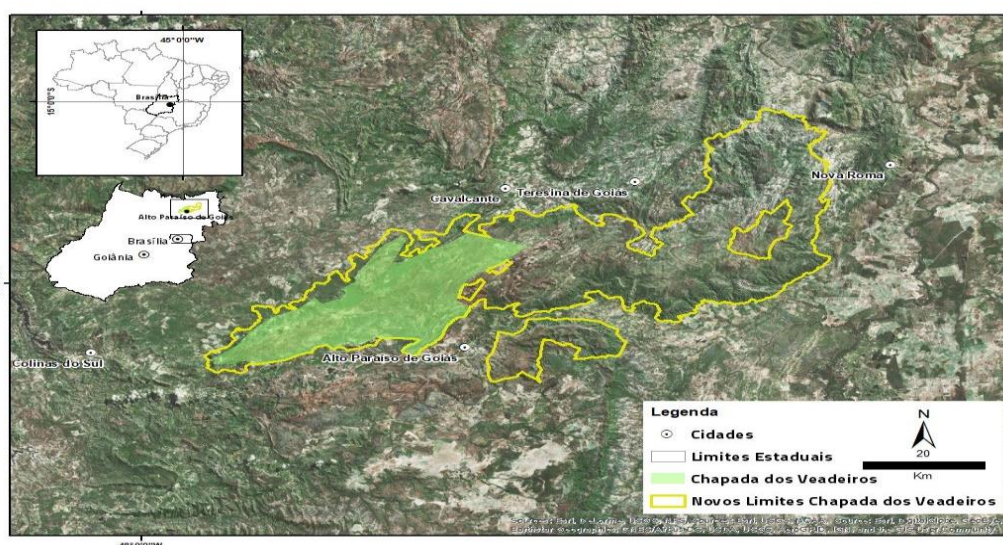 45°0'0"W
15°0'0"S
Brasília
Alto Paraíso de Goiás
Brasília
Goiânia
Cavalcante
Teresina de Goiás
Nova Roma
Colinas do Sul
Alto Paraíso de Goiás
Legenda
Cidades
Limites Estaduais
Chapada dos Veadeiros
Novos Limites Chapada dos Veadeiros
N
20
Km